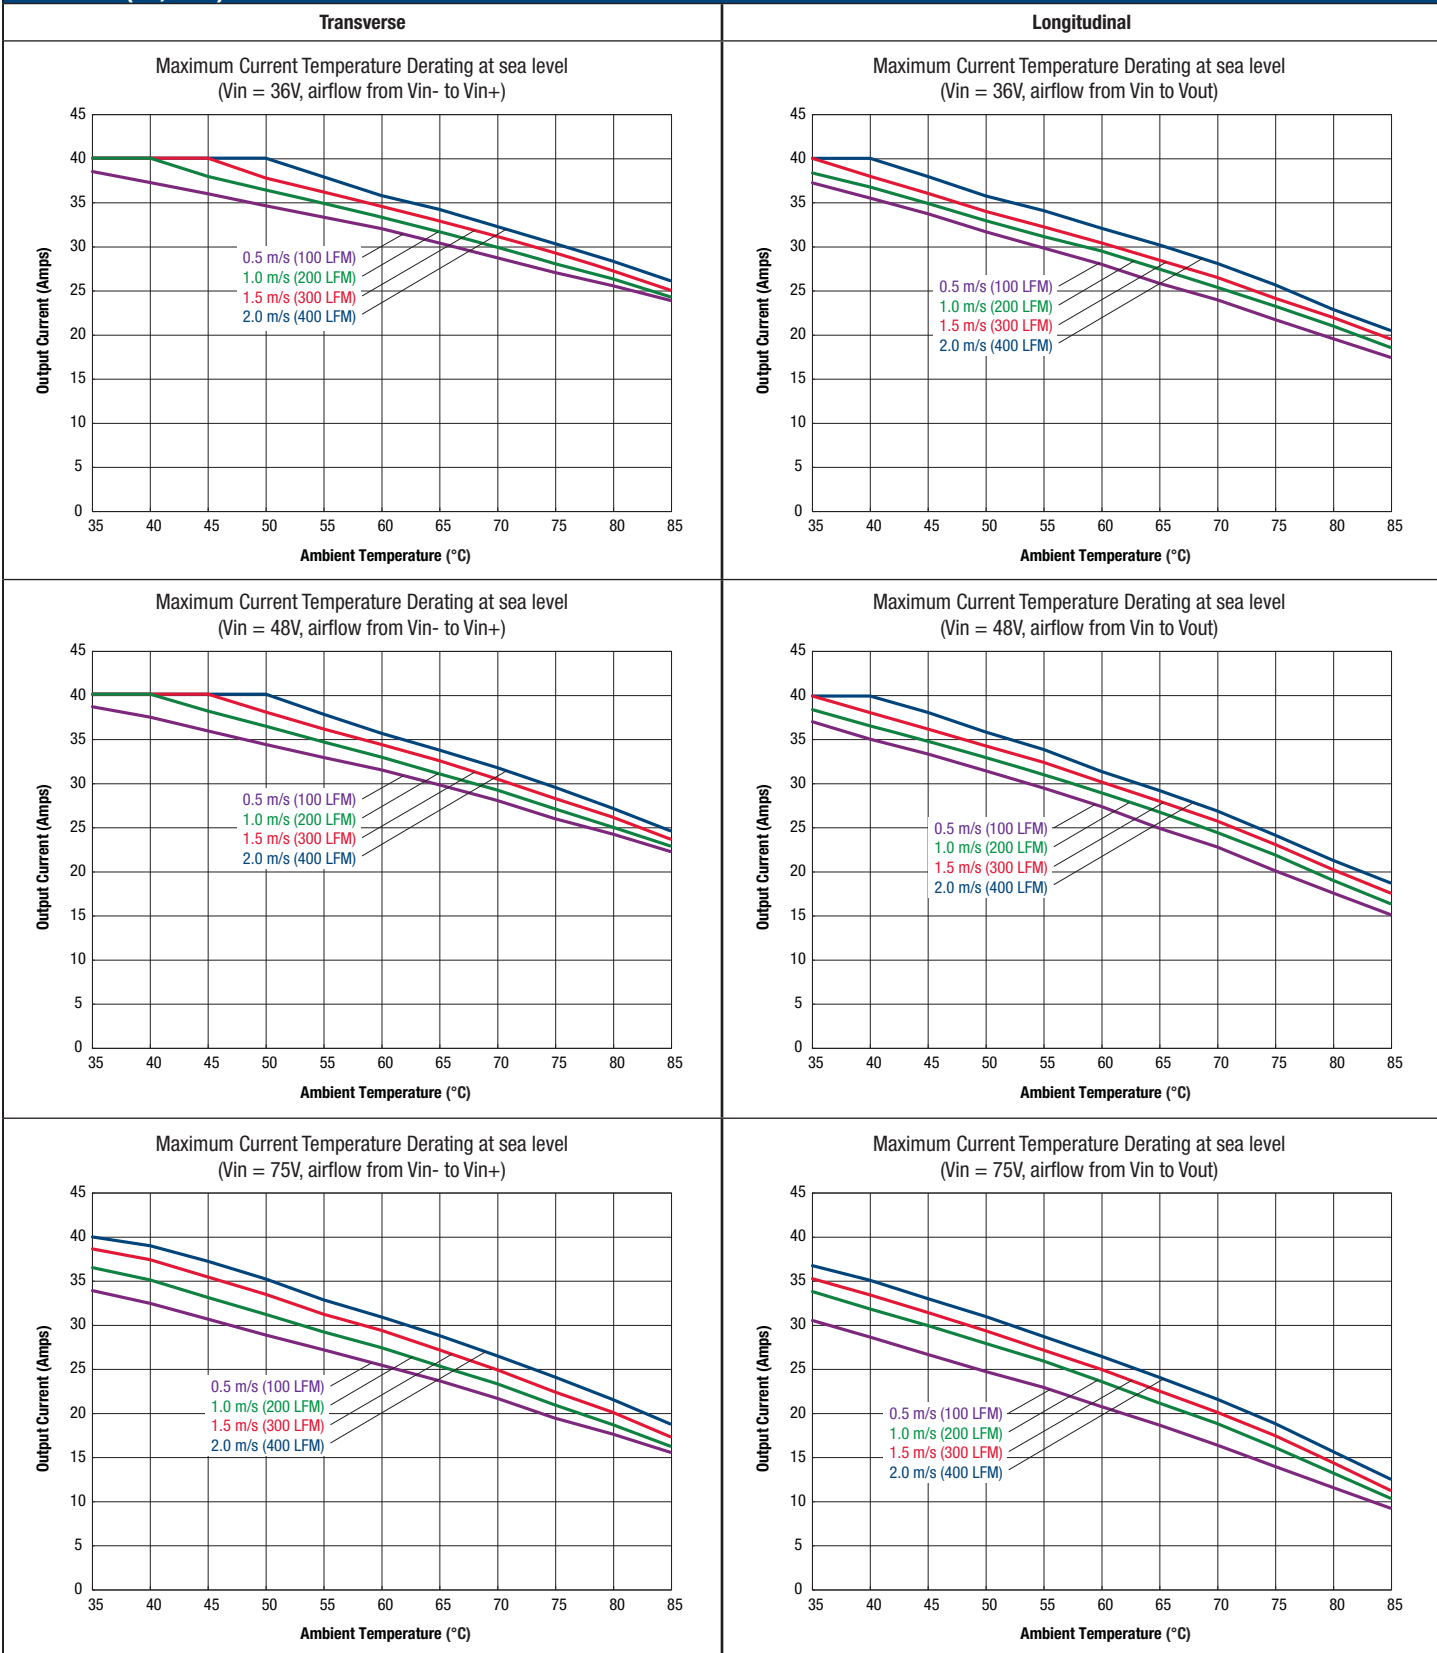 Transverse
Longitudinal
Maximum Current Temperature Derating at sea level
(Vin = 36V, airflow from Vin- to Vin+)
45
40
35
30
25
20
15
10
5
0
Output Current (Amps)
0.5 m/s (100 LFM)
1.0 m/s (200 LFM)
1.5 m/s (300 LFM)
2.0 m/s (400 LFM)
35 40 45 50 55 60 65 70 75 80 85
Ambient Temperature (°C)
Maximum Current Temperature Derating at sea level
(Vin = 36V, airflow from Vin to Vout)
45
40
35
30
25
20
15
10
5
0
Output Current (Amps)
0.5 m/s (100 LFM)
1.0 m/s (200 LFM)
1.5 m/s (300 LFM)
2.0 m/s (400 LFM)
35 40 45 50 55 60 65 70 75 80 85
Ambient Temperature (°C)
Maximum Current Temperature Derating at sea level
(Vin = 48V, airflow from Vin- to Vin+)
45
40
35
30
25
20
15
10
5
0
Output Current (Amps)
0.5 m/s (100 LFM)
1.0 m/s (200 LFM)
1.5 m/s (300 LFM)
2.0 m/s (400 LFM)
35 40 45 50 55 60 65 70 75 80 85
Ambient Temperature (°C)
Maximum Current Temperature Derating at sea level
(Vin = 48V, airflow from Vin to Vout)
45
40
35
30
25
20
15
10
5
0
Output Current (Amps)
0.5 m/s (100 LFM)
1.0 m/s (200 LFM)
1.5 m/s (300 LFM)
2.0 m/s (400 LFM)
35 40 45 50 55 60 65 70 75 80 85
Ambient Temperature (°C)
Maximum Current Temperature Derating at sea level
(Vin = 75V, airflow from Vin- to Vin+)
45
40
35
30
25
20
15
10
5
0
Output Current (Amps)
0.5 m/s (100 LFM)
1.0 m/s (200 LFM)
1.5 m/s (300 LFM)
2.0 m/s (400 LFM)
35 40 45 50 55 60 65 70 75 80 85
Ambient Temperature (°C)
Maximum Current Temperature Derating at sea level
(Vin = 75V, airflow from Vin to Vout)
45
40
35
30
25
20
15
10
5
0
Output Current (Amps)
0.5 m/s (100 LFM)
1.0 m/s (200 LFM)
1.5 m/s (300 LFM)
2.0 m/s (400 LFM)
35 40 45 50 55 60 65 70 75 80 85
Ambient Temperature (°C)